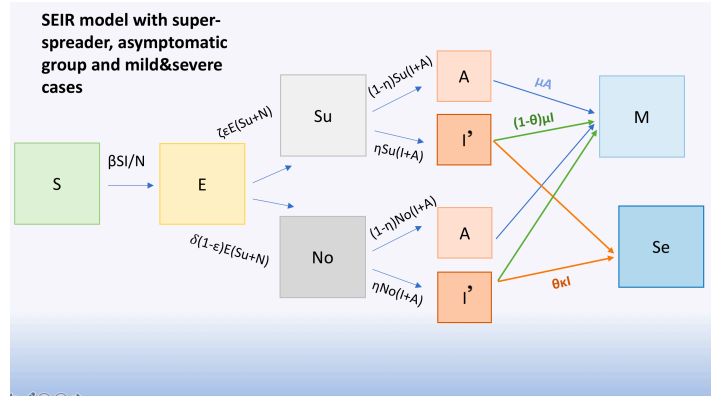 SEIR model with super-
spreader, asymptomatic
group and mild&severe
cases
S
βSI/N
E
ζεE(Su+N)
δ(1-ε)E(Su+N)
Su
No
(1-η)Su(I+A)
ηSu(I+A)
(1-η)No(I+A)
ηNo(I+A)
A
I’
A
I’
μA
(1-θ)μI
θκI
M
Se